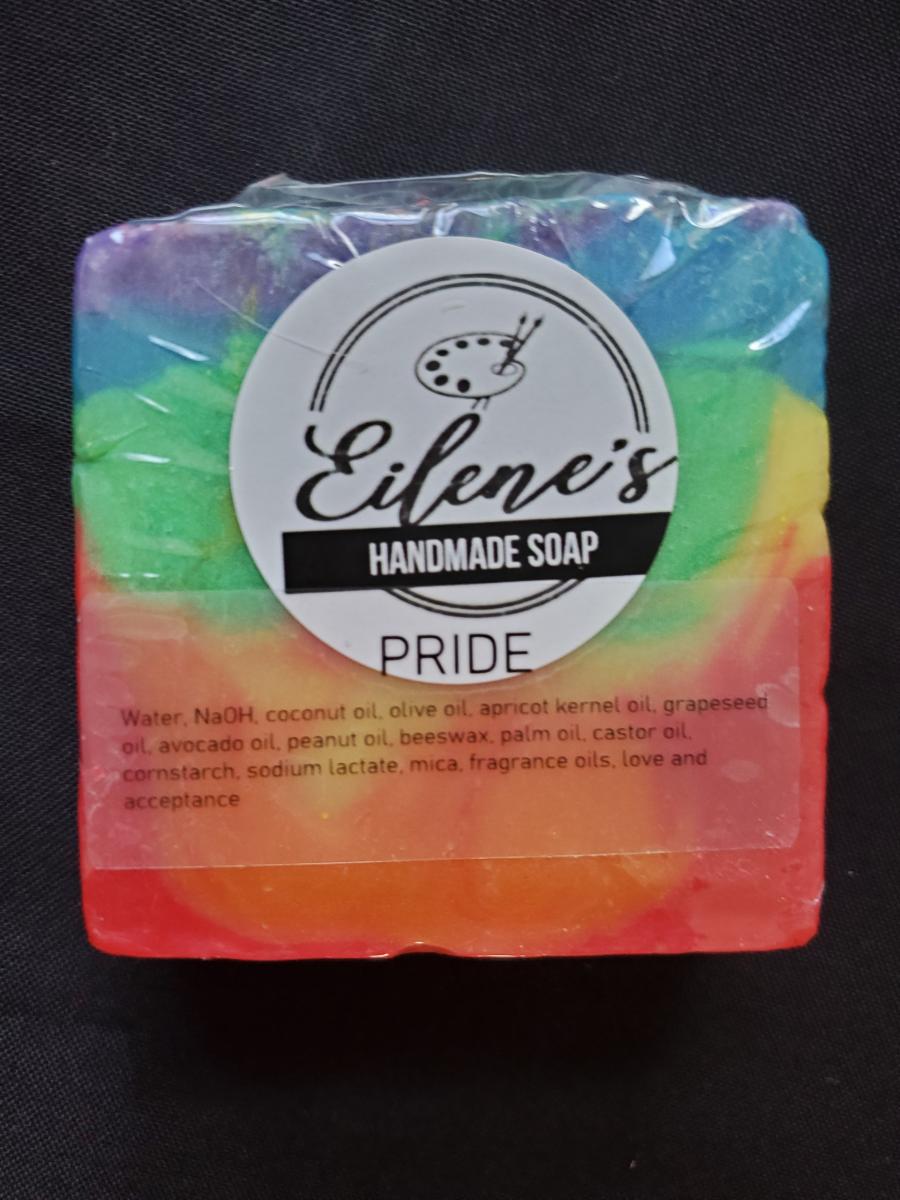 Eilene's
HANDMADE SOAP
PRIDE
Water, NaOH, coconut oil, olive oil, apricot kernel oil, grapeseed
oil, avocado oil, peanut oil, beeswax, palm oil, castor oil,
cornstarch, sodium lactate, mica, fragrance oils, love and
acceptance